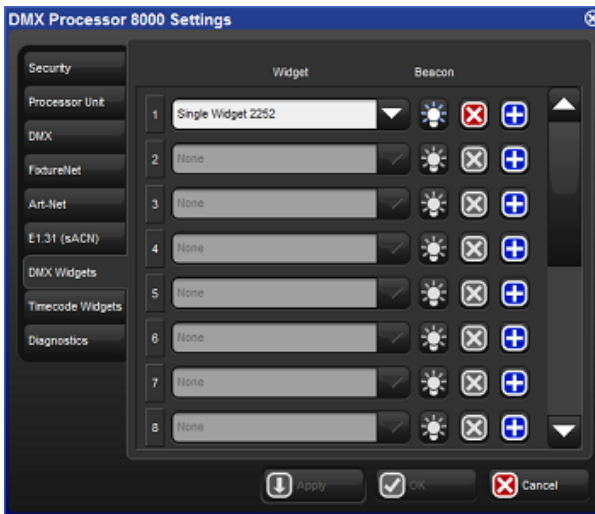 DMX Processor 8000 Settings
Security
Processor Unit
DMX
FixtureNet
Art-Net
E1.31 (sACN)
DMX Widgets
Timecode Widgets
Diagnostics
Widget Beacon
1 Single Widget 2252
2 None
3 None
4 None
5 None
6 None
7 None
8 None
Apply OK Cancel